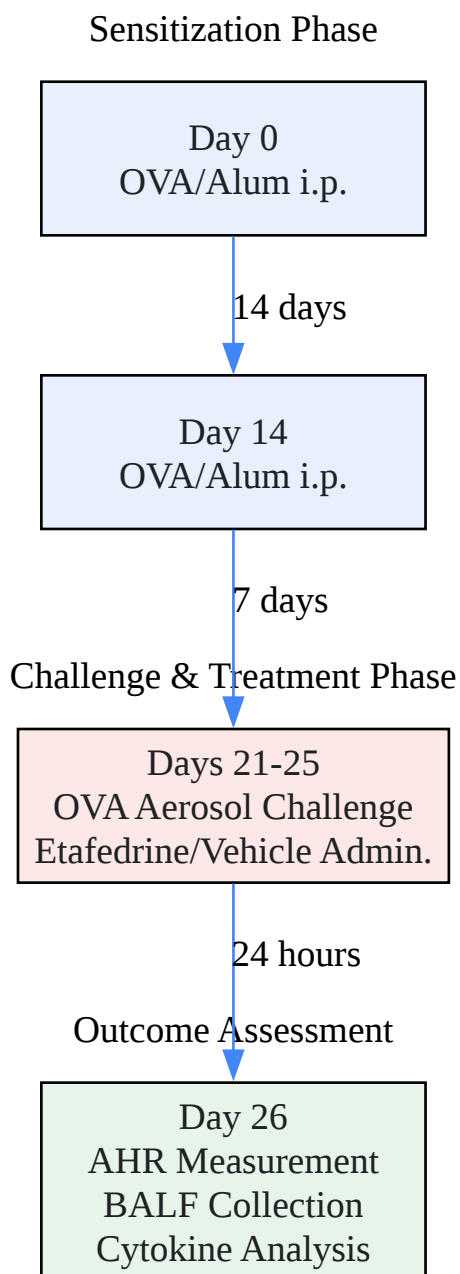 Sensitization Phase
Day 0
OVA/Alum i.p.
14 days
Day 14
OVA/Alum i.p.
7 days
Challenge & Treatment Phase
Days 21-25
OVA Aerosol Challenge
Etafedrine/Vehicle Admin.
24 hours
Outcome Assessment
Day 26
AHR Measurement
BALF Collection
Cytokine Analysis